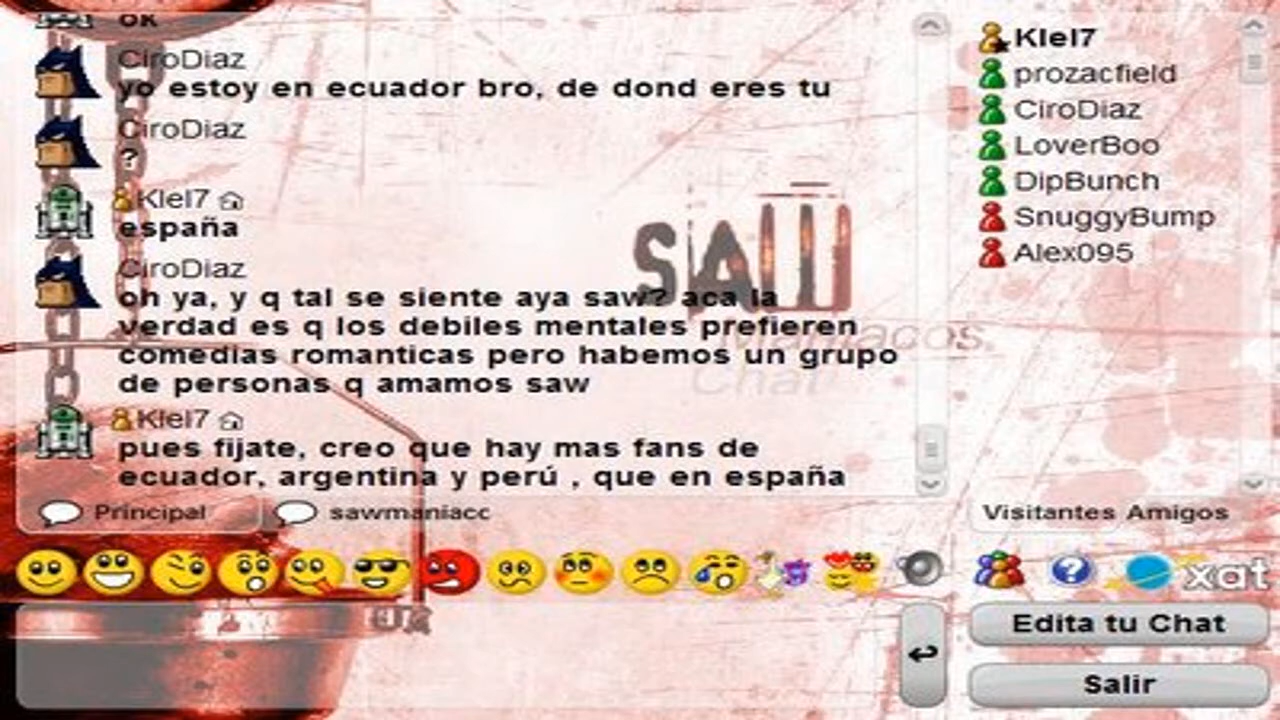 ok
CiroDiaz
yo estoy en ecuador bro, de dond eres tu
CiroDiaz
?
KIel7
españa
CiroDiaz
oh ya, y q tal se siente aya saw? aca la
verdad es q los debiles mentales prefieren
comedias romanticas pero habemos un grupo
de personas q amamos saw
KIel7
pues fijate, creo que hay mas fans de
ecuador, argentina y perú , que en españa
Principal
sawmaniacc
SAW
Maniacos
Chat
KIel7
prozacfield
CiroDiaz
LoverBoo
DipBunch
SnuggyBump
Alex095
Visitantes Amigos
xat
Edita tu Chat
Salir